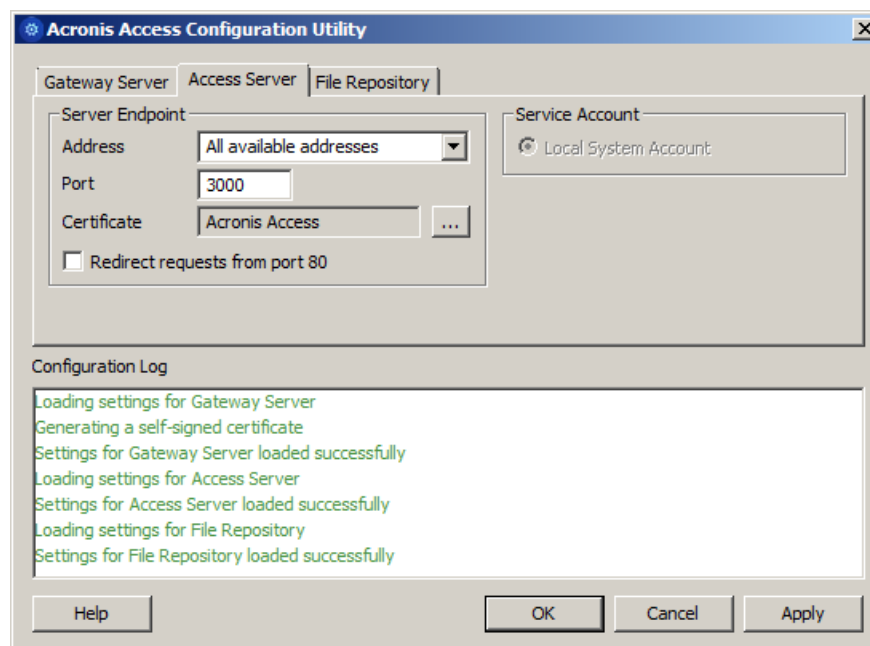 Acronis Access Configuration Utility
Gateway Server
Access Server
File Repository
Server Endpoint
Address
All available addresses
Port
3000
Certificate
Acronis Access
...
Redirect requests from port 80
Service Account
Local System Account
Configuration Log
Loading settings for Gateway Server
Generating a self-signed certificate
Settings for Gateway Server loaded successfully
Loading settings for Access Server
Settings for Access Server loaded successfully
Loading settings for File Repository
Settings for File Repository loaded successfully
Help
OK
Cancel
Apply